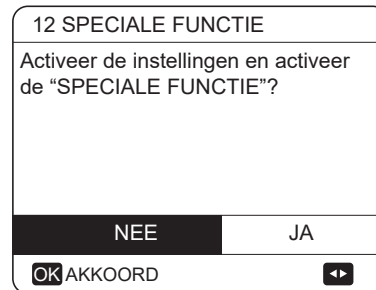 12 SPECIALE FUNCTIE
Activeer de instellingen en activeer
de “SPECIALE FUNCTIE”?
NEE JA
OK AKKOORD